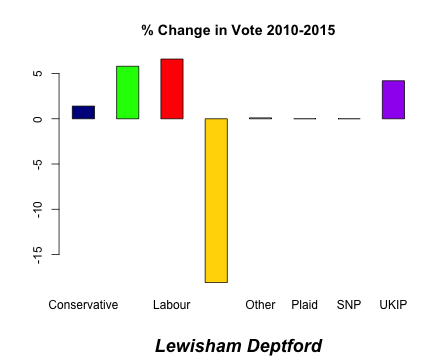 % Change in Vote 2010-2015
5
0
-5
-10
-15
Conservative Labour Other Plaid SNP UKIP
Lewisham Deptford